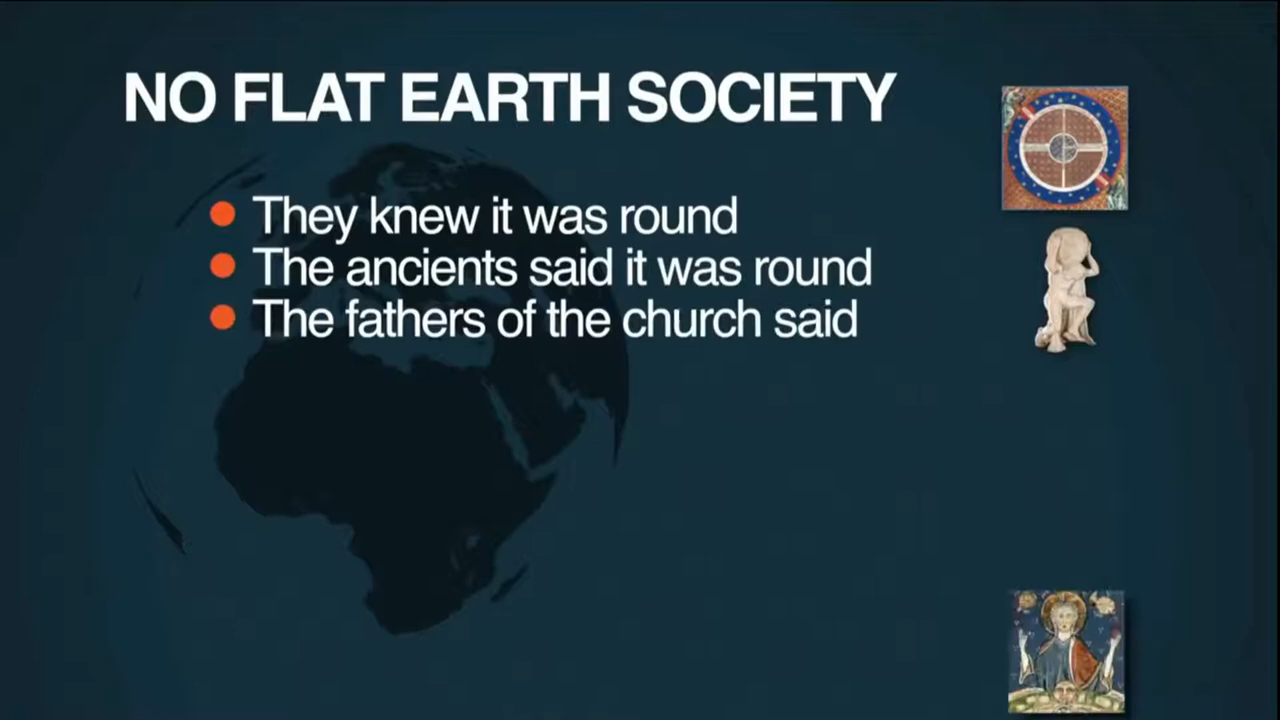 NO FLAT EARTH SOCIETY
They knew it was round
The ancients said it was round
The fathers of the church said